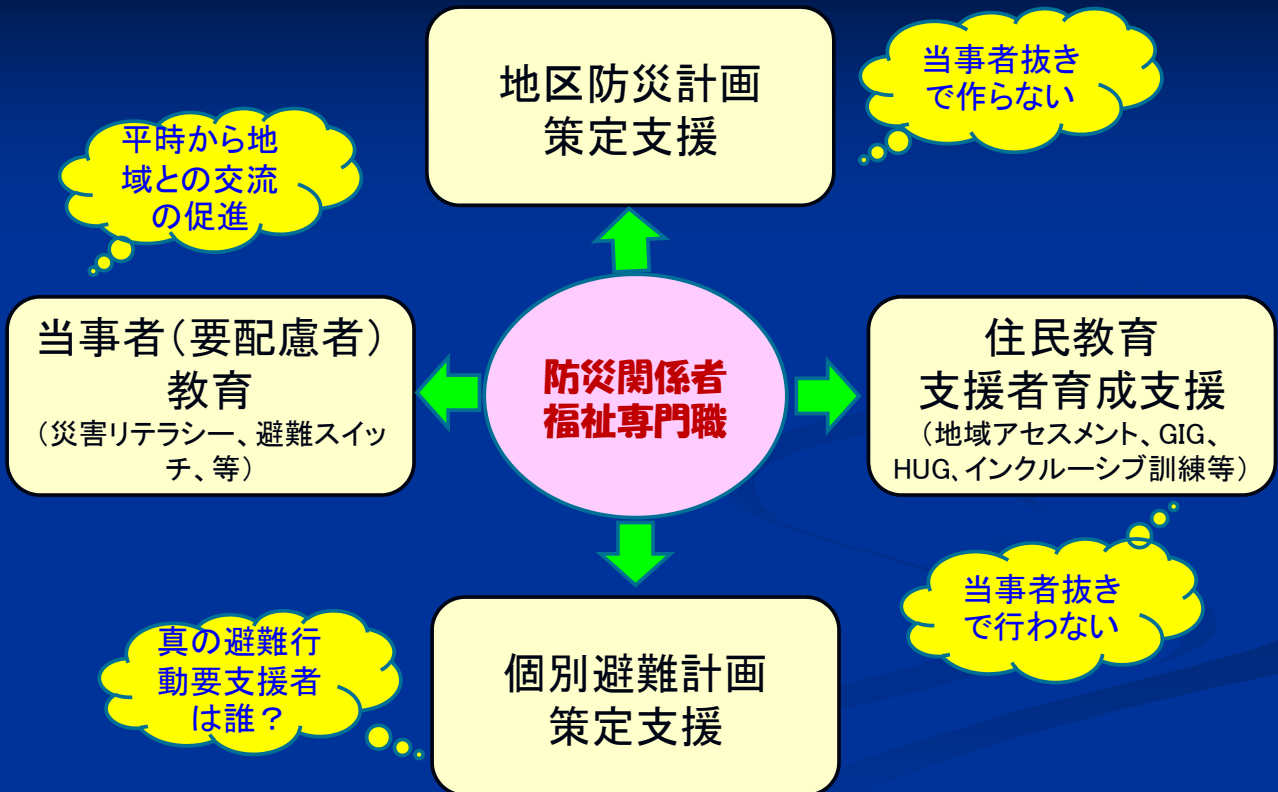 地区防災計画
策定支援
当事者抜き
で作らない
平時から地
域との交流
の促進
当事者(要配慮者)
教育
(災害リテラシー、避難スイッ
チ、等)
防災関係者
福祉専門職
住民教育
支援者育成支援
(地域アセスメント、GIG、
HUG、インクルーシブ訓練等)
真の避難行
動要支援者
は誰?
個別避難計画
策定支援
当事者抜き
で行わない